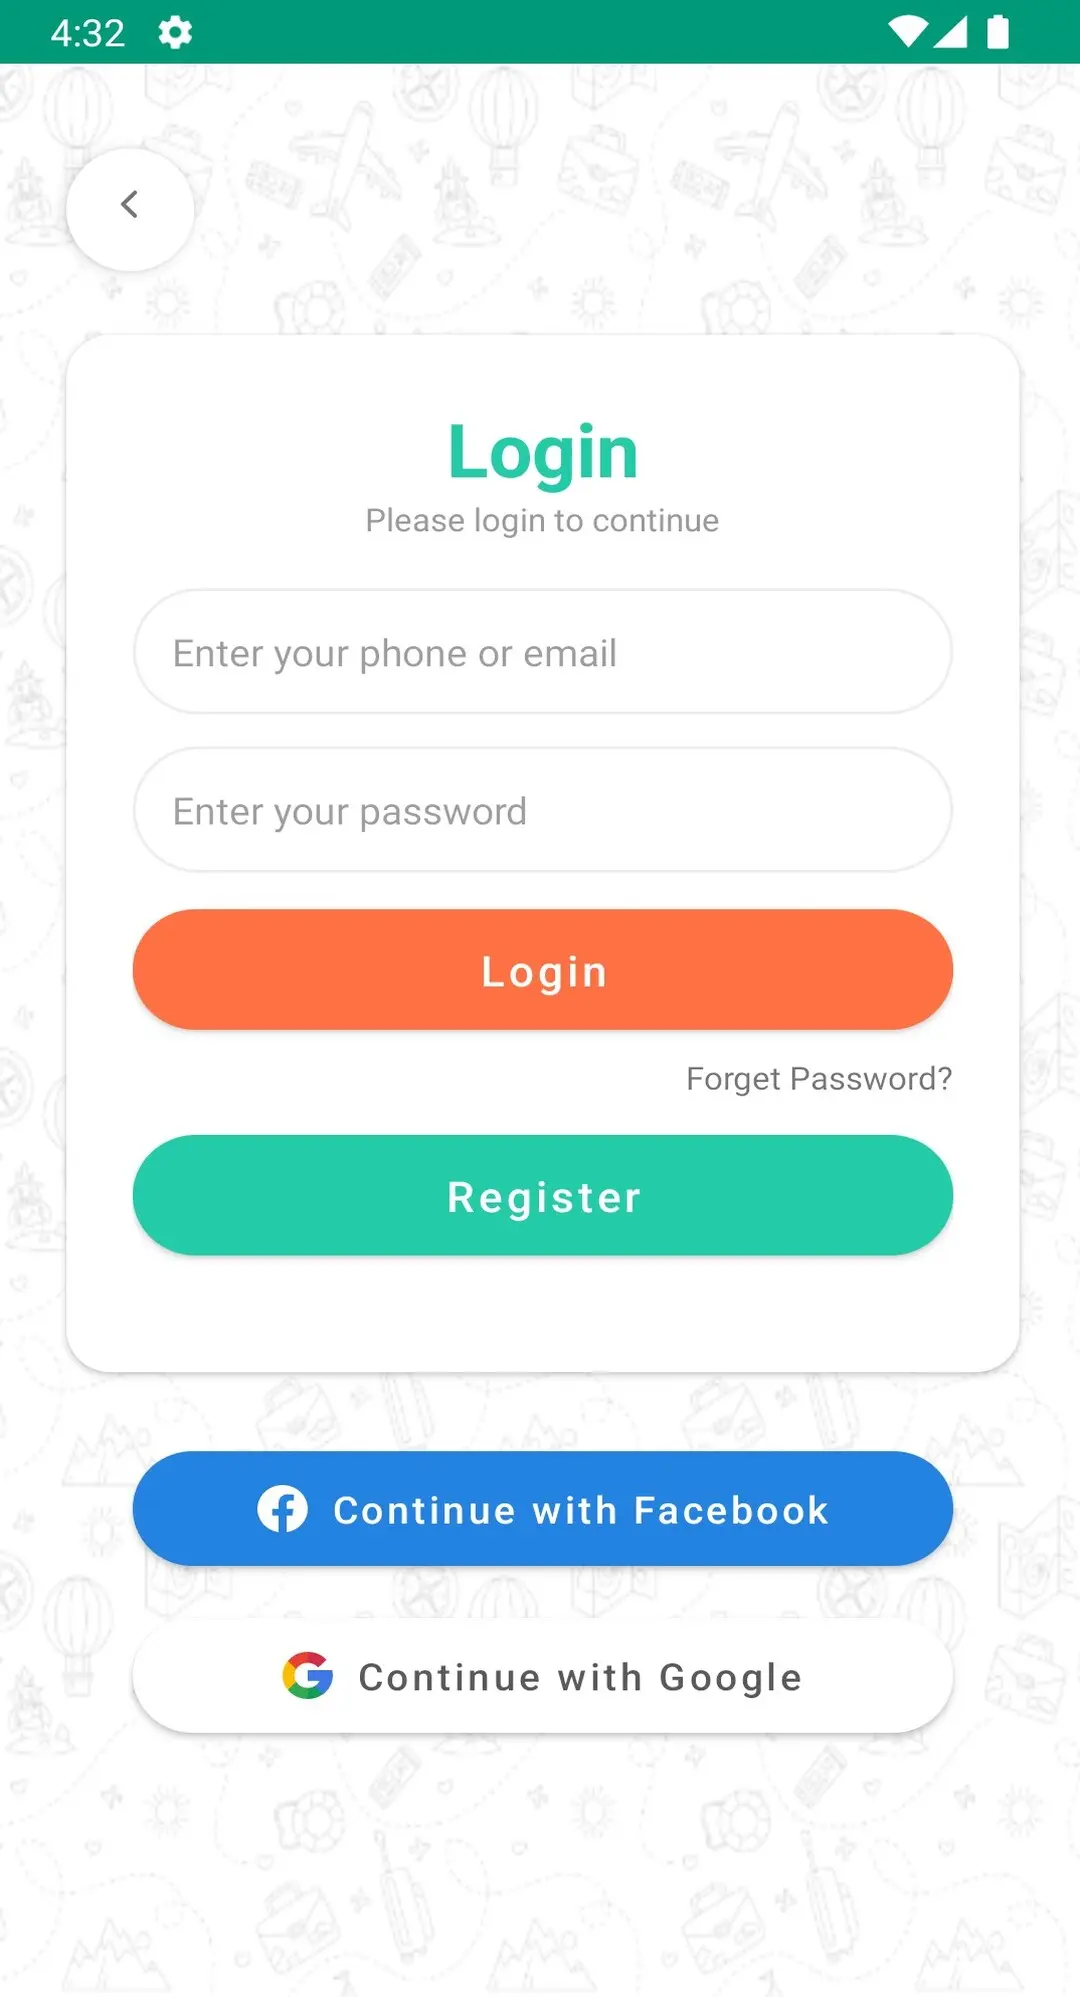 4:32
Login
Please login to continue
Enter your phone or email
Enter your password
Login
Forget Password?
Register
Continue with Facebook
Continue with Google